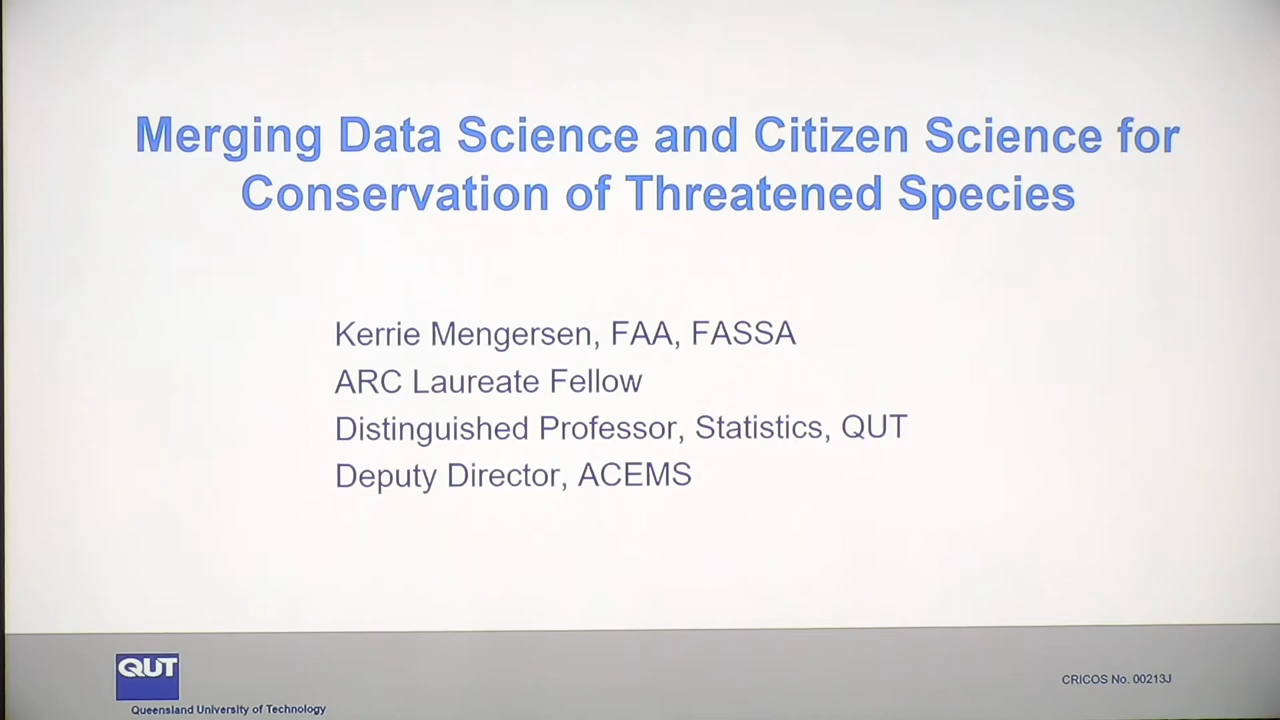 Merging Data Science and Citizen Science for
Conservation of Threatened Species
Kerrie Mengersen, FAA, FASSA
ARC Laureate Fellow
Distinguished Professor, Statistics, QUT
Deputy Director, ACEMS
QUT
Queensland University of Technology
CRICOS No. 00213J